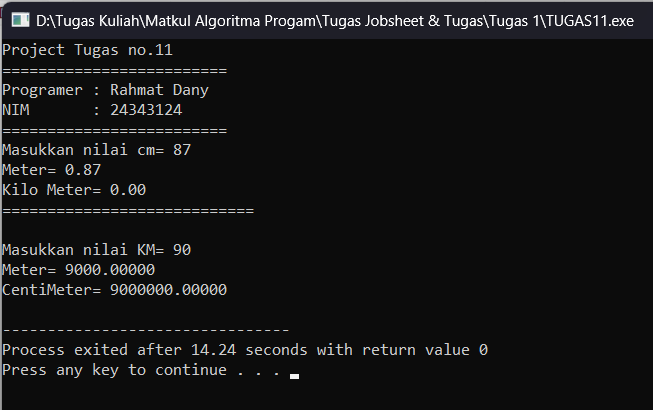 D:\Tugas Kuliah\Matkul Algoritma Progam\Tugas Jobsheet & Tugas\Tugas 1\TUGAS11.exe
Project Tugas no.11
=========================
Programer : Rahmat Dany
NIM       : 24343124
=========================
Masukkan nilai cm= 87
Meter= 0.87
Kilo Meter= 0.00
============================
Masukkan nilai KM= 90
Meter= 9000.00000
CentiMeter= 9000000.00000
--------------------------------
Process exited after 14.24 seconds with return value 0
Press any key to continue . . .